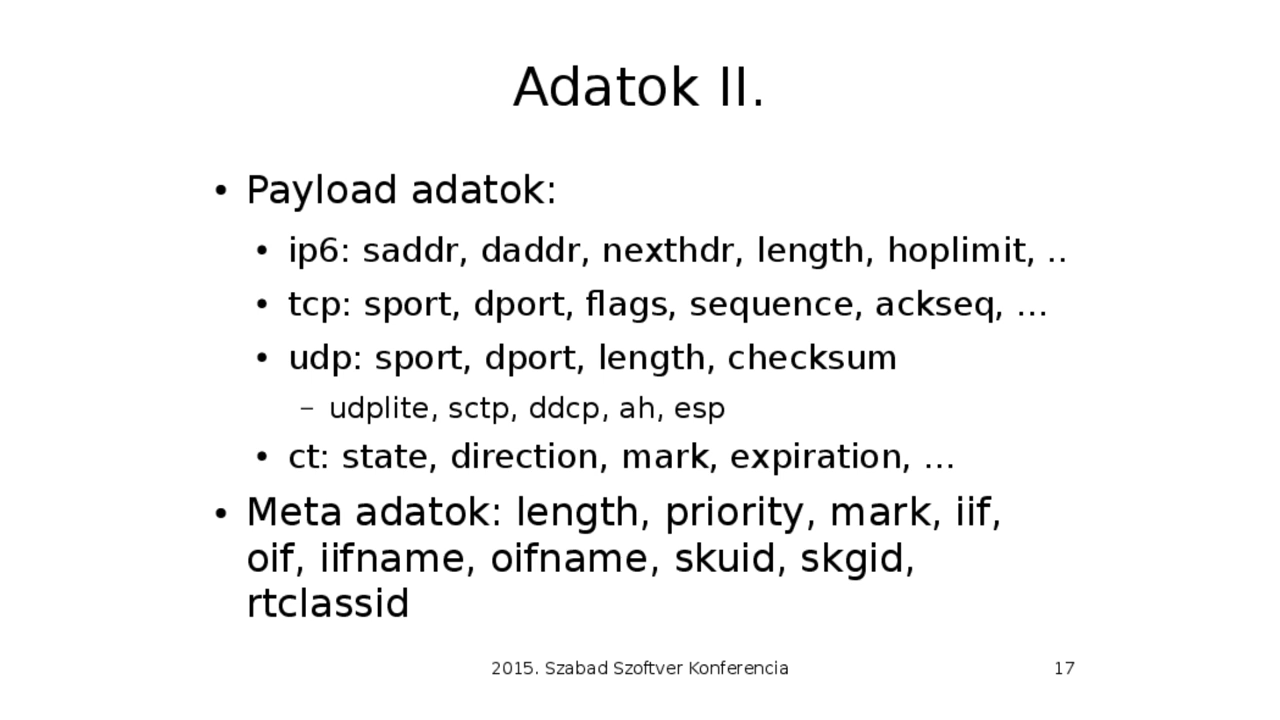 Adatok II.
• Payload adatok:
• ip6: saddr, daddr, nexthdr, length, hoplimit, ..
• tcp: sport, dport, flags, sequence, ackseq, ...
• udp: sport, dport, length, checksum
– udplite, sctp, ddcp, ah, esp
• ct: state, direction, mark, expiration, ...
• Meta adatok: length, priority, mark, iif,
oif, iifname, oifname, skuid, skgid,
rtclassid
2015. Szabad Szoftver Konferencia
17